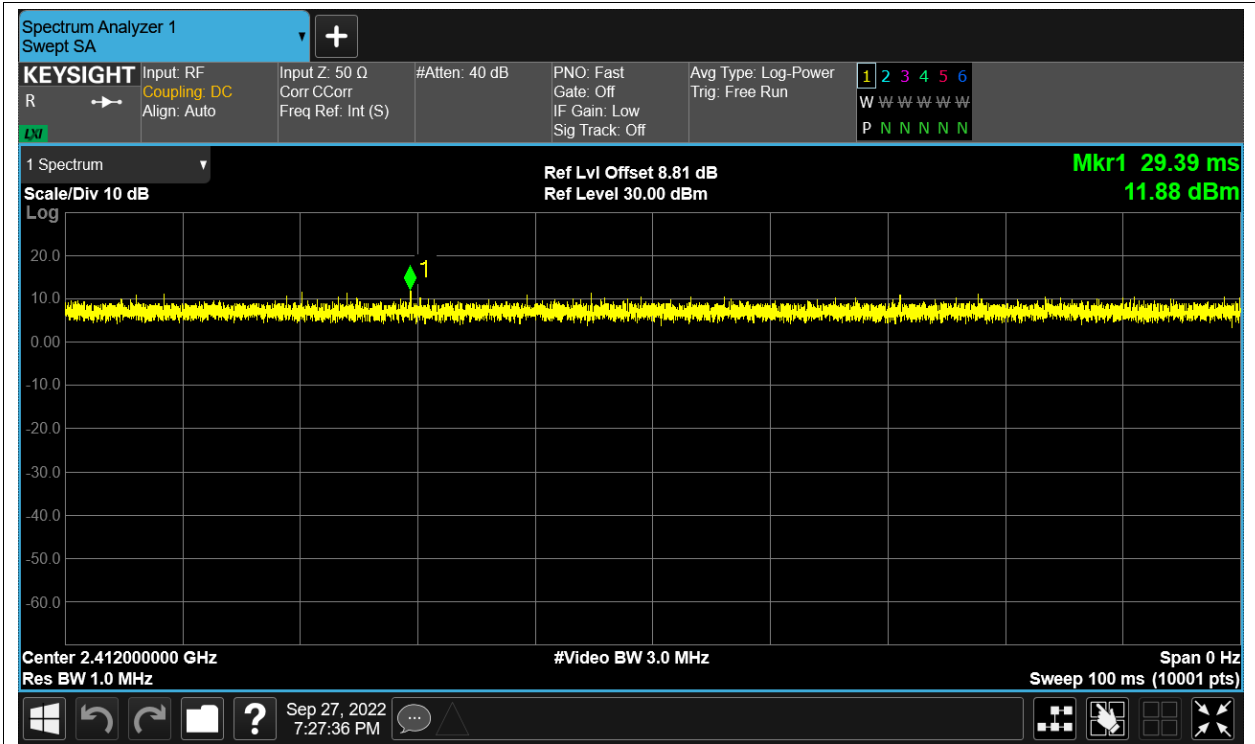 Spectrum Analyzer 1
Swept SA
+
KEYSIGHT
R
LXI
Input: RF
Coupling: DC
Align: Auto
Input Z: 50 Ω
Corr CCorr
Freq Ref: Int (S)
#Atten: 40 dB
PNO: Fast
Gate: Off
IF Gain: Low
Sig Track: Off
Avg Type: Log-Power
Trig: Free Run
1 2 3 4 5 6
W W W W W W
P N N N N N
1 Spectrum
Scale/Div 10 dB
Log
Ref Lvl Offset 8.81 dB
Ref Level 30.00 dBm
Mkr1 29.39 ms
11.88 dBm
1
20.0
10.0
0.00
-10.0
-20.0
-30.0
-40.0
-50.0
-60.0
Center 2.412000000 GHz
Res BW 1.0 MHz
#Video BW 3.0 MHz
Span 0 Hz
Sweep 100 ms (10001 pts)
?
Sep 27, 2022
7:27:36 PM